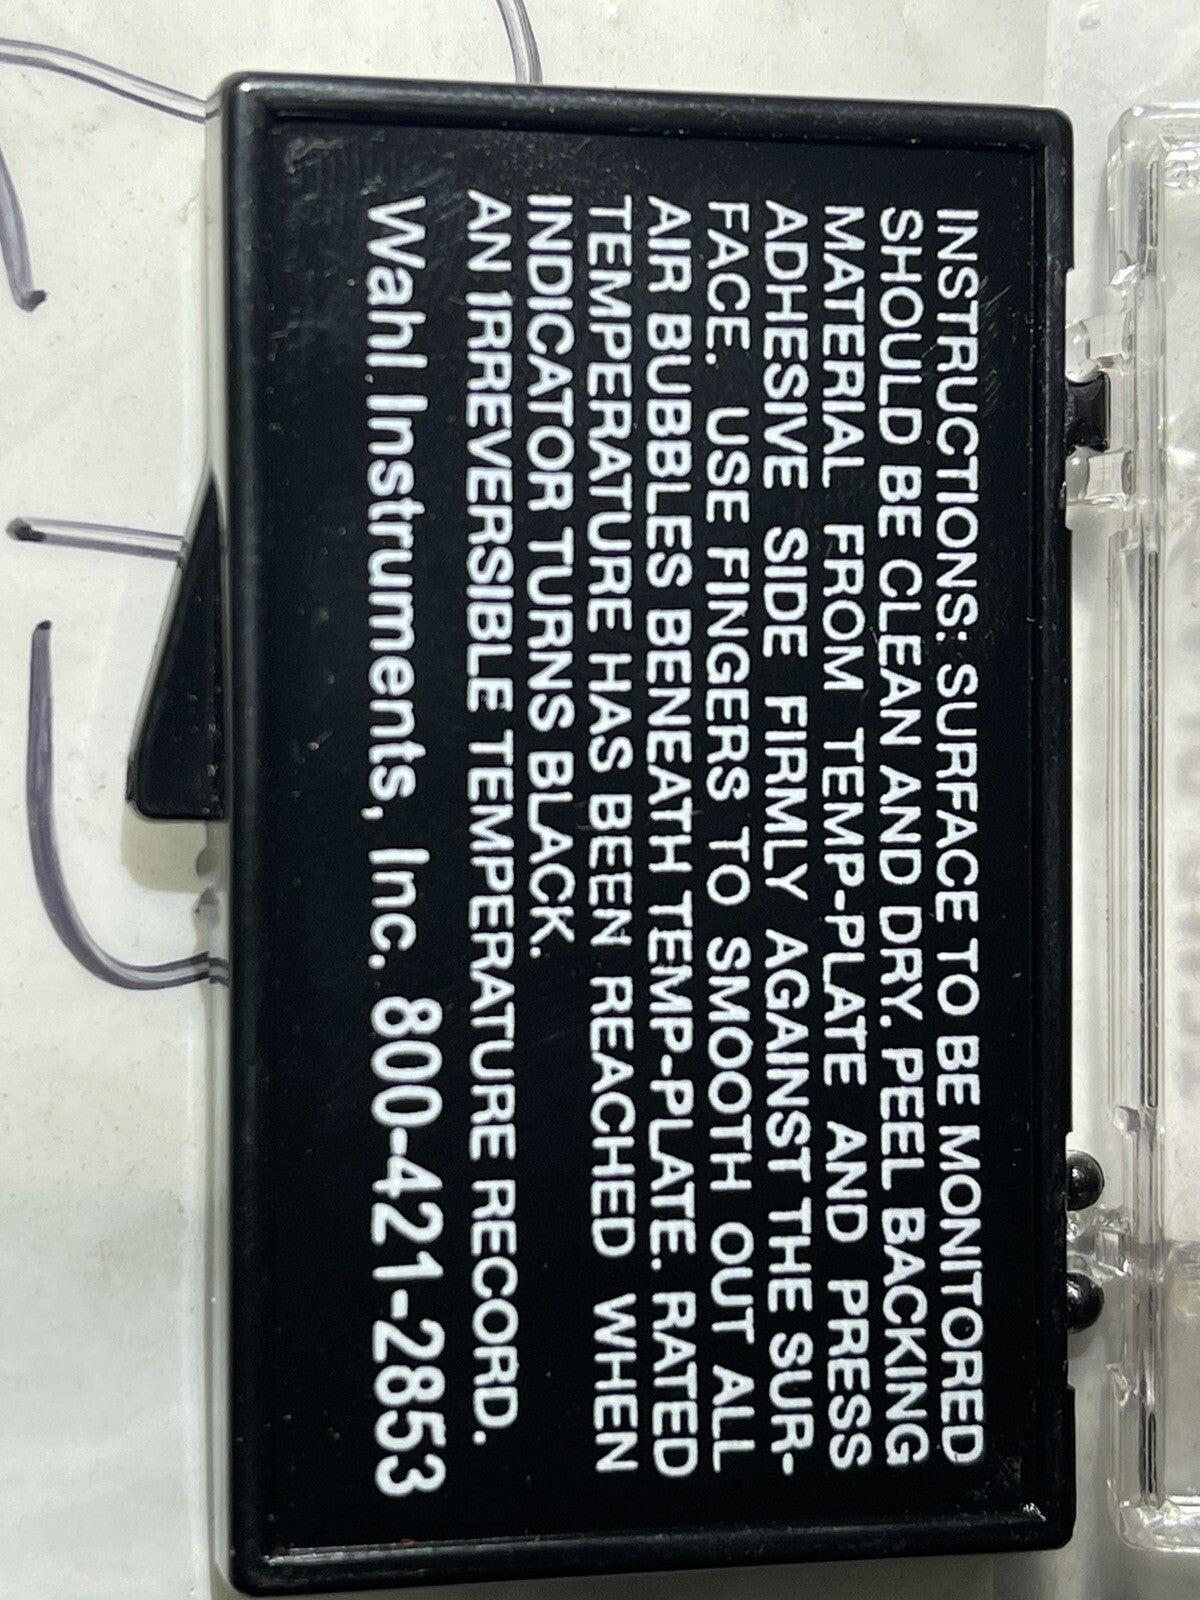 INSTRUCTIONS: SURFACE TO BE MONITORED
SHOULD BE CLEAN AND DRY. PEEL BACKING
MATERIAL FROM TEMP-PLATE AND PRESS
ADHESIVE SIDE FIRMLY AGAINST THE SUR-
FACE. USE FINGERS TO SMOOTH OUT ALL
AIR BUBBLES BENEATH TEMP-PLATE. RATED
TEMPERATURE HAS BEEN REACHED WHEN
INDICATOR TURNS BLACK.
AN IRREVERSIBLE TEMPERATURE RECORD.
Wahl Instruments, Inc. 800-421-2853